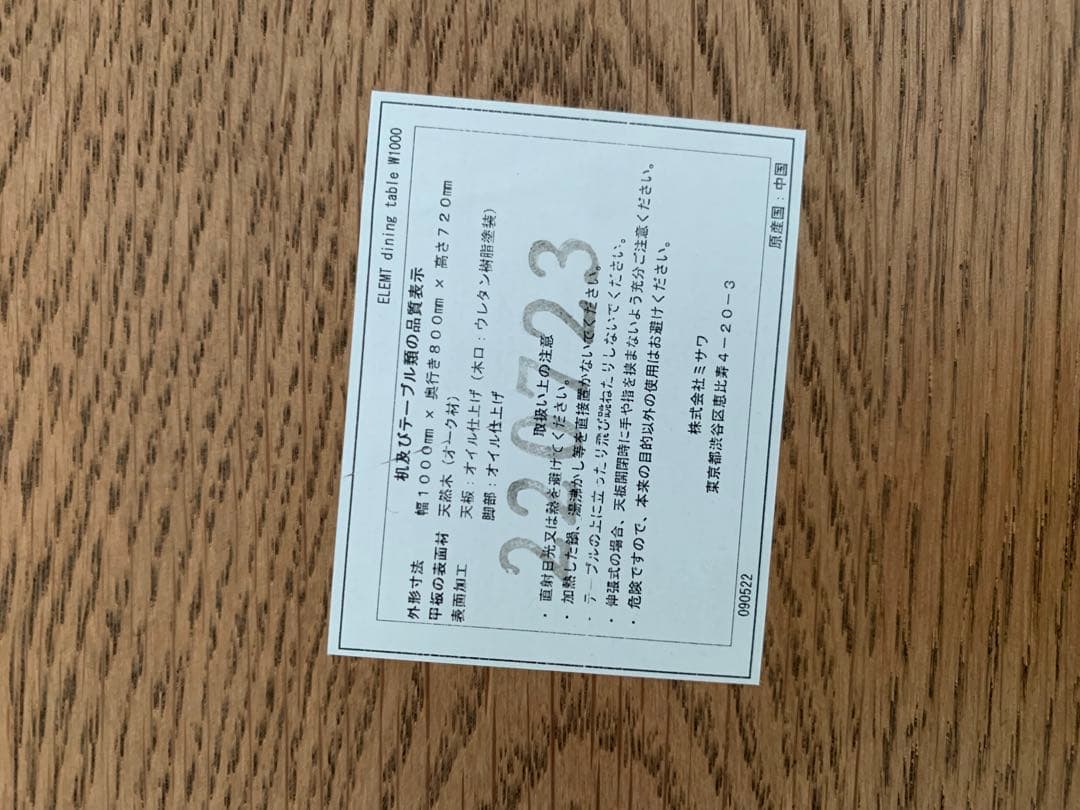 ELEMT dining table W1000
机及びテーブル類の品質表示
外形寸法 幅1000mm × 奥行き800mm × 高さ720mm
甲板の表面材 天然木（オーク材）
表面加工 天板：オイル仕上げ（木口：ウレタン樹脂塗装）
脚部：オイル仕上げ
220723
取扱い上の注意
・直射日光又は熱を避けてください。
・加熱した鍋、湯沸かし等を直接置かないでください。
・テーブルの上に立ったり飛び跳ねたりしないでください。
・伸張式の場合、天板開閉時に手や指を挟まないよう充分ご注意ください。
・危険ですので、本来の目的以外の使用はお避けください。
株式会社ミサワ
東京都渋谷区恵比寿4－20－3
090522
原産国：中国